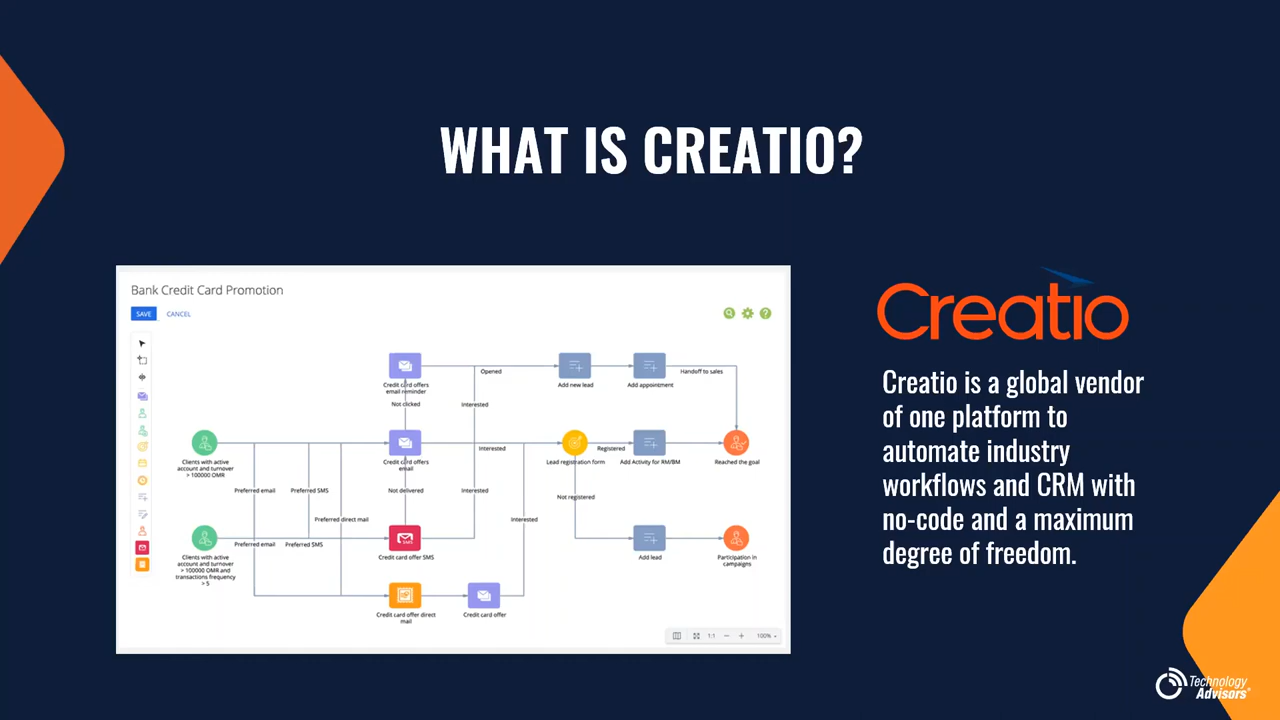 WHAT IS CREATIO?
Bank Credit Card Promotion
SAVE
CANCEL
Credit card offers
email reminder
Not clicked
Opened
Interested
Add new lead
Add appointment
Handoff to sales
Clients with active
account and turnover
> 100000 OMR
Credit card offers
email
Interested
Lead registration form
Registered
Add Activity for RM/BM
Reached the goal
Preferred email
Preferred SMS
Not delivered
Interested
Not registered
Preferred direct mail
Interested
Preferred email
Preferred SMS
Clients with active
account and turnover
> 100000 OMR and
transactions frequency
> 5
SMS
Credit card offer SMS
Add lead
Participation in
campaigns
Credit card offer direct
mail
Credit card offer
1:1
100%
Creatio
Creatio is a global vendor
of one platform to
automate industry
workflows and CRM with
no-code and a maximum
degree of freedom.
Technology
Advisors®